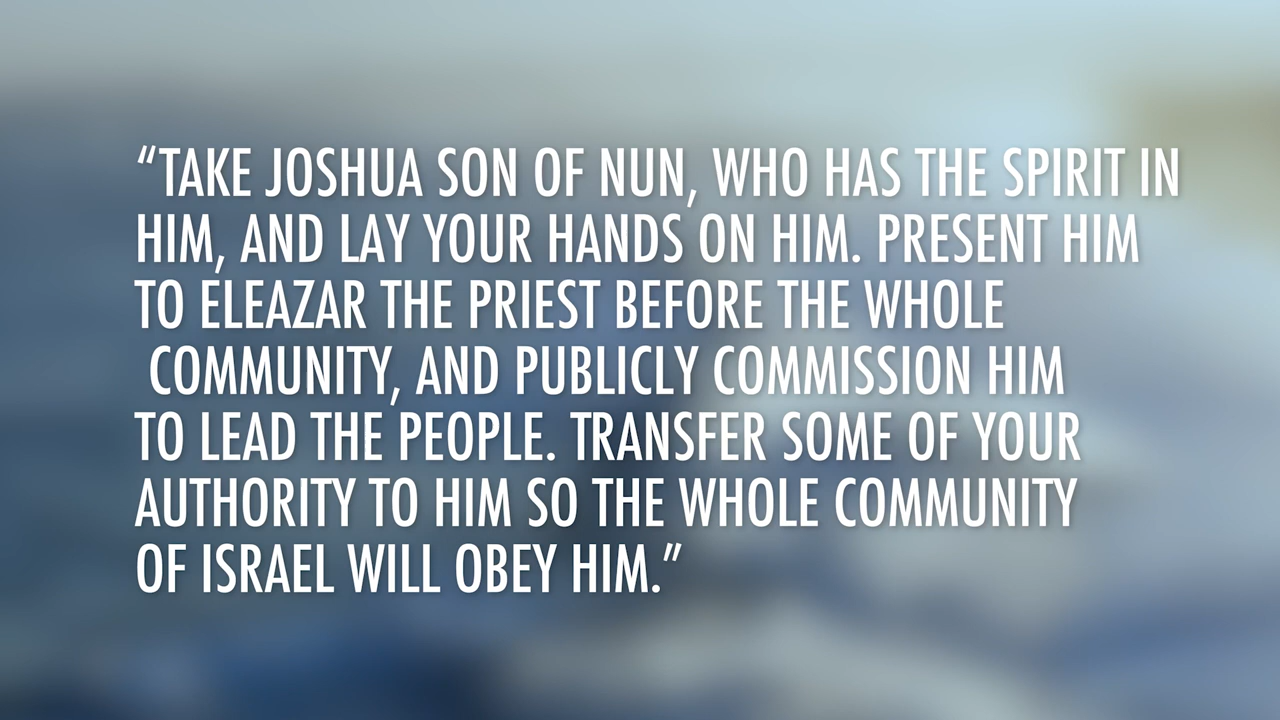 “TAKE JOSHUA SON OF NUN, WHO HAS THE SPIRIT IN
HIM, AND LAY YOUR HANDS ON HIM. PRESENT HIM
TO ELEAZAR THE PRIEST BEFORE THE WHOLE
COMMUNITY, AND PUBLICLY COMMISSION HIM
TO LEAD THE PEOPLE. TRANSFER SOME OF YOUR
AUTHORITY TO HIM SO THE WHOLE COMMUNITY
OF ISRAEL WILL OBEY HIM.”